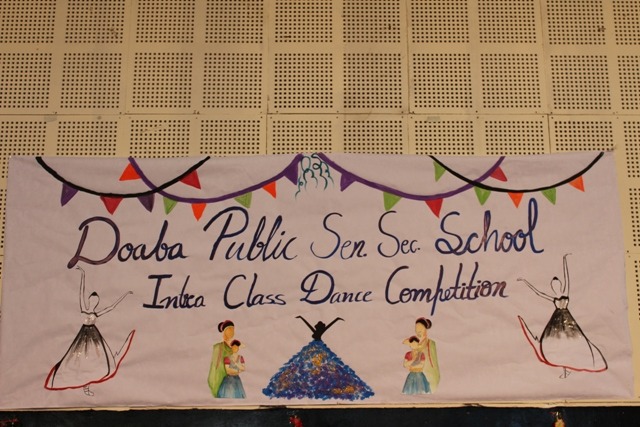 Doaba Public Sen. Sec. School
Intra Class Dance Competition